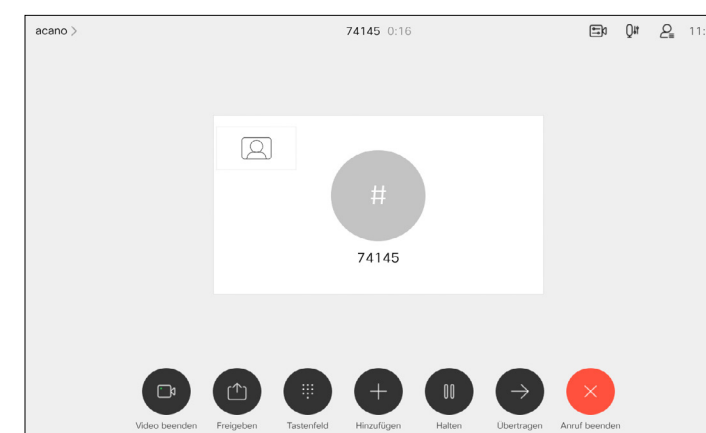 acano
74145 0:16
11:
#
74145
Video beenden
Freigeben
Tastenfeld
Hinzufügen
Halten
Übertragen
Anruf beenden